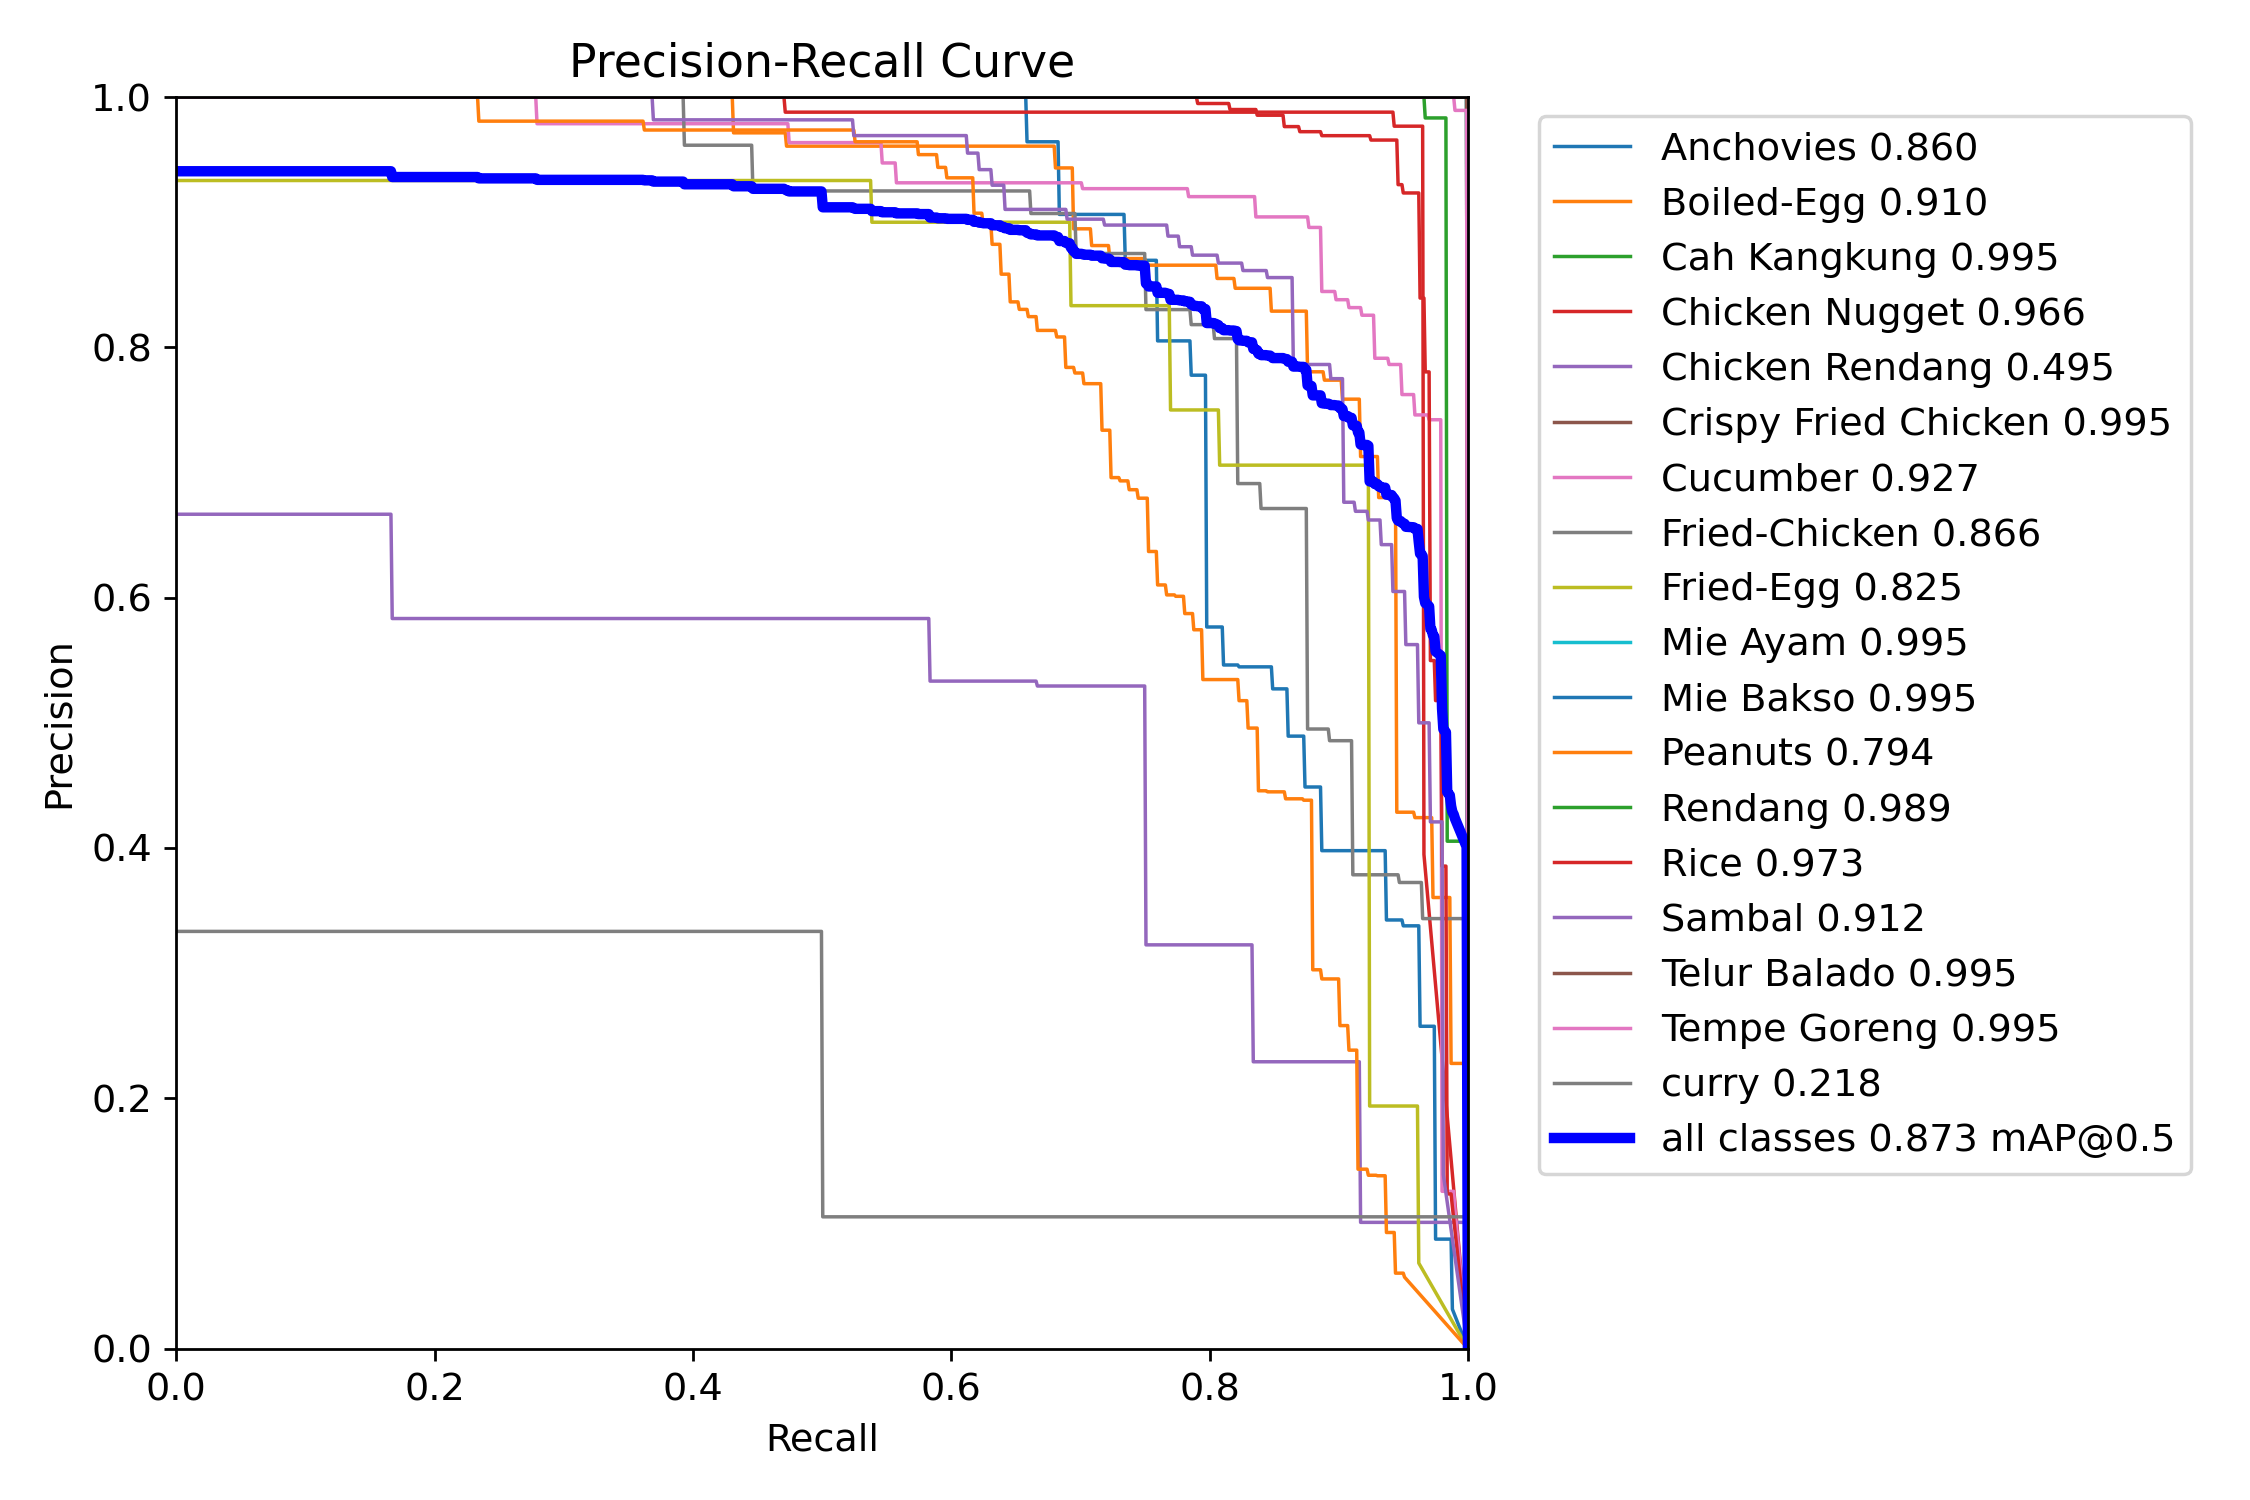 Precision-Recall Curve
1.0
0.8
0.6
0.4
0.2
0.0
Precision
0.0 0.2 0.4 0.6 0.8 1.0
Recall
Anchovies 0.860
Boiled-Egg 0.910
Cah Kangkung 0.995
Chicken Nugget 0.966
Chicken Rendang 0.495
Crispy Fried Chicken 0.995
Cucumber 0.927
Fried-Chicken 0.866
Fried-Egg 0.825
Mie Ayam 0.995
Mie Bakso 0.995
Peanuts 0.794
Rendang 0.989
Rice 0.973
Sambal 0.912
Telur Balado 0.995
Tempe Goreng 0.995
curry 0.218
all classes 0.873 mAP@0.5